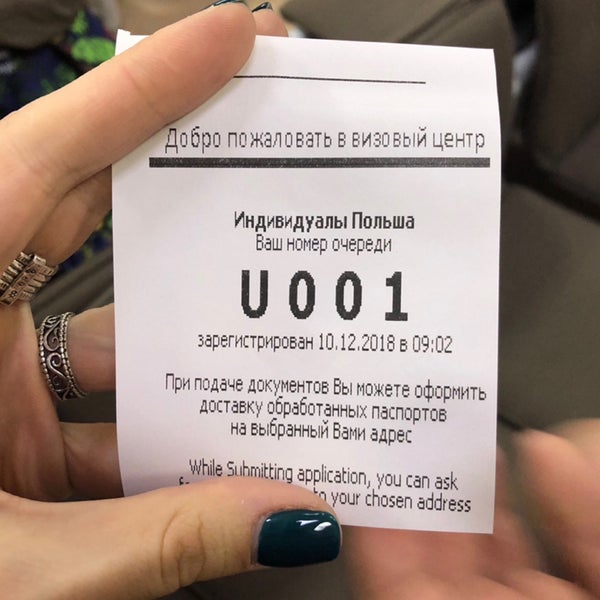 Добро пожаловать в визовый центр
Индивидуалы Польша
Ваш номер очереди
U001
зарегистрирован 10.12.2018 в 09:02
При подаче документов Вы можете оформить
доставку обработанных паспортов
на выбранный Вами адрес
While Submitting application, you can ask
to your chosen address